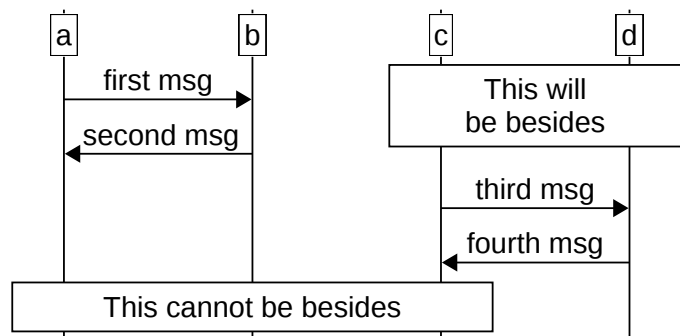 a
b
c
d
first msg
This will
be besides
second msg
third msg
fourth msg
This cannot be besides